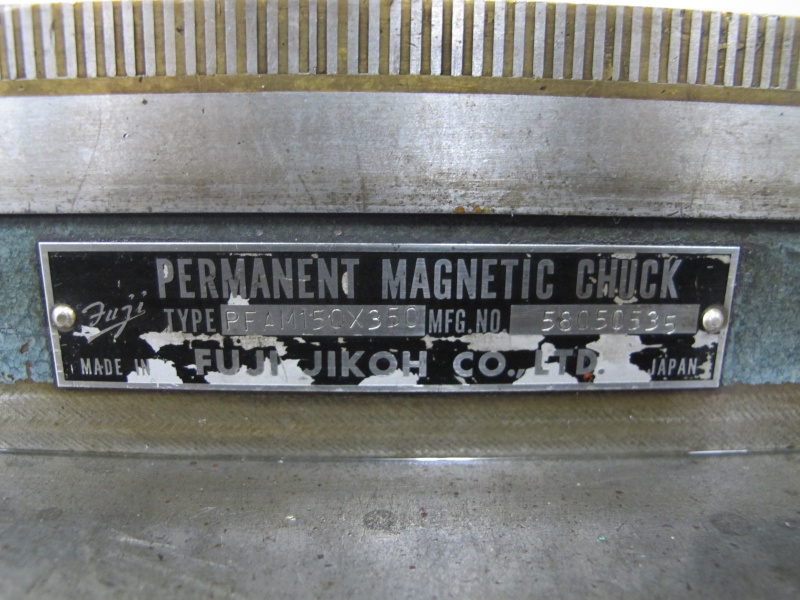 PERMANENT MAGNETIC CHUCK
Fuji
TYPE PFAM150X350 MFG.NO. 58050535
MADE IN FUJI JIKOH CO., LTD. JAPAN